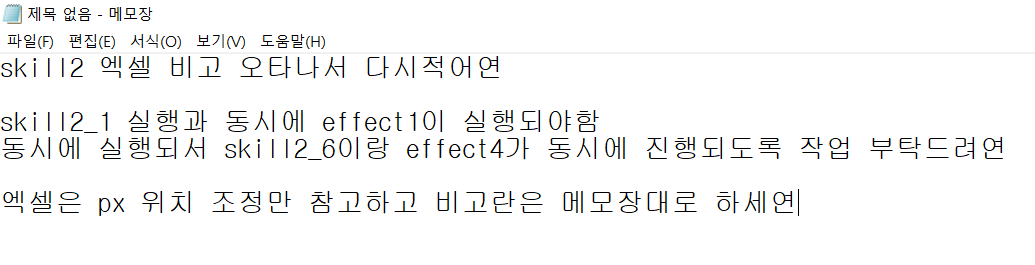 제목 없음 - 메모장
파일(F) 편집(E) 서식(O) 보기(V) 도움말(H)
skill2 엑셀 비고 오타나서 다시적어연
skill2_1 실행과 동시에 effect1이 실행되야함
동시에 실행되서 skill2_6이랑 effect4가 동시에 진행되도록 작업 부탁드려연
엑셀은 px 위치 조정만 참고하고 비고란은 메모장대로 하세연